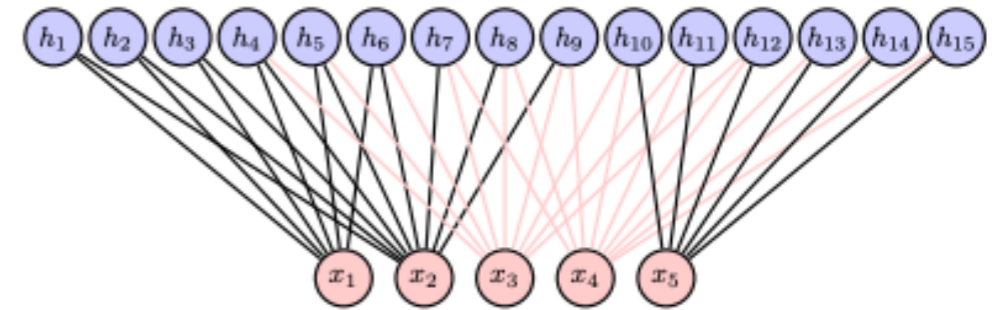 h₁ h₂ h₃ h₄ h₅ h₆ h₇ h₈ h₉ h₁₀ h₁₁ h₁₂ h₁₃ h₁₄ h₁₅
x₁ x₂ x₃ x₄ x₅